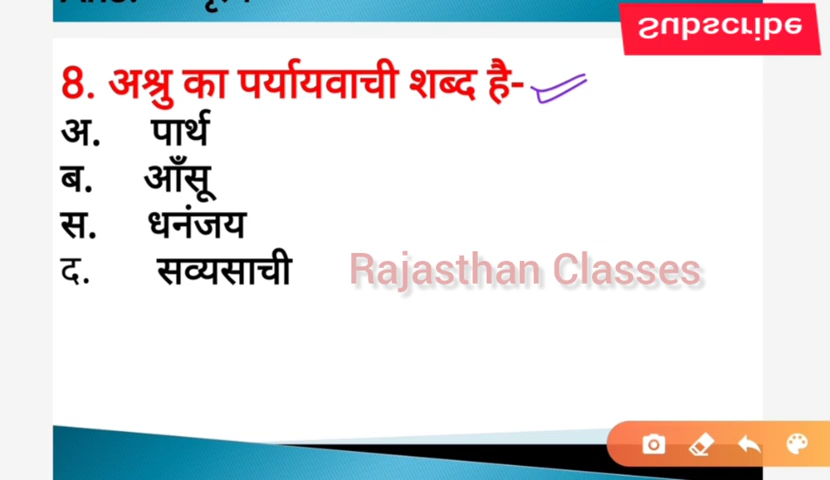 Subscribe
8. अश्रु का पर्यायवाची शब्द है-
अ. पार्थ
ब. आँसू
स. धनंजय
द. सव्यसाची
Rajasthan Classes